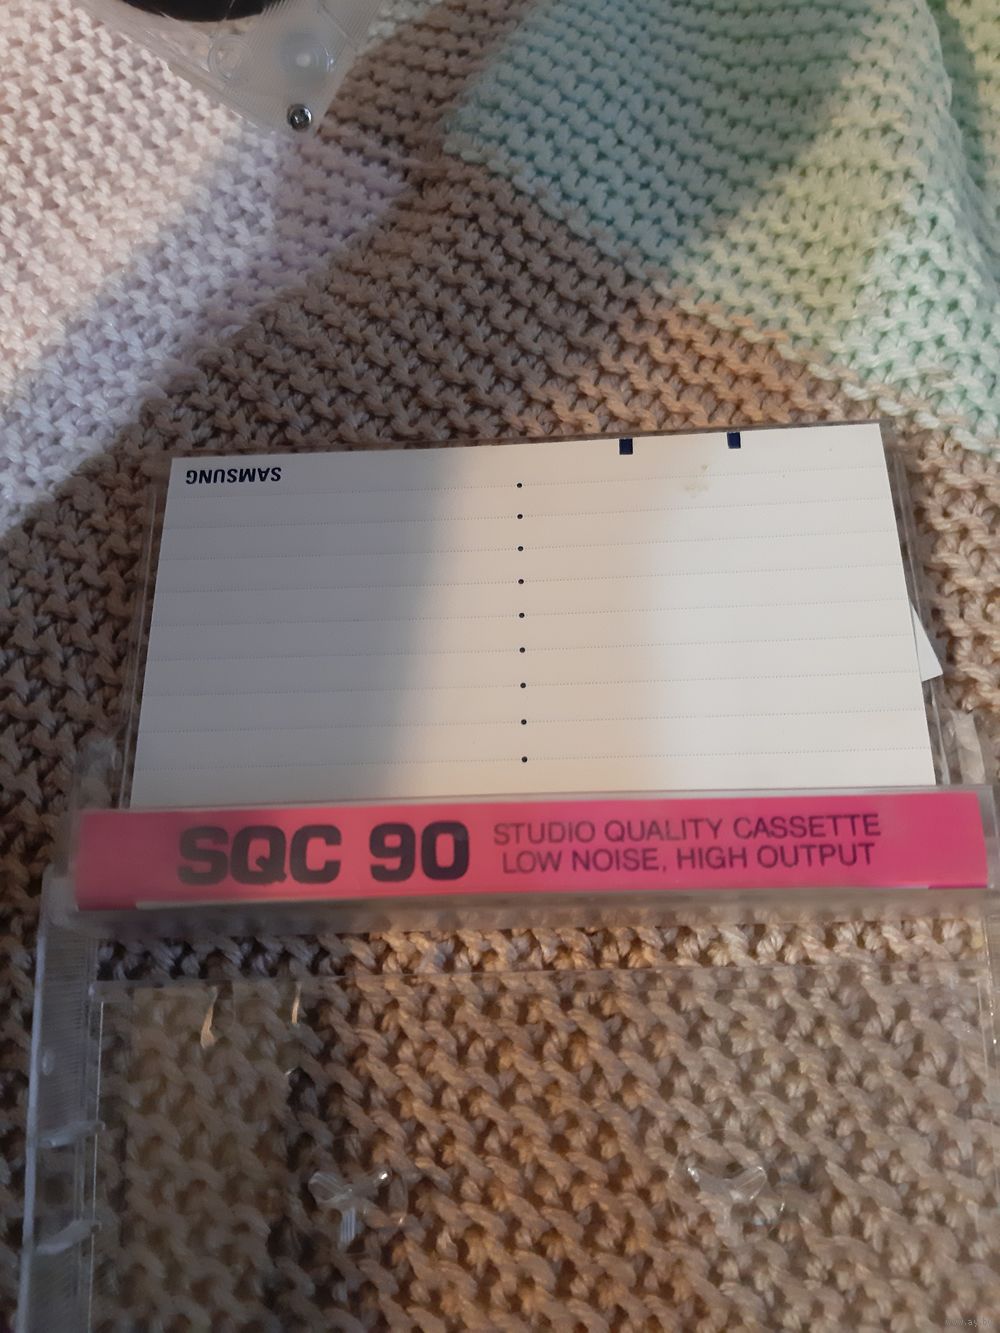 SAMSUNG
SQC 90
STUDIO QUALITY CASSETTE
LOW NOISE, HIGH OUTPUT